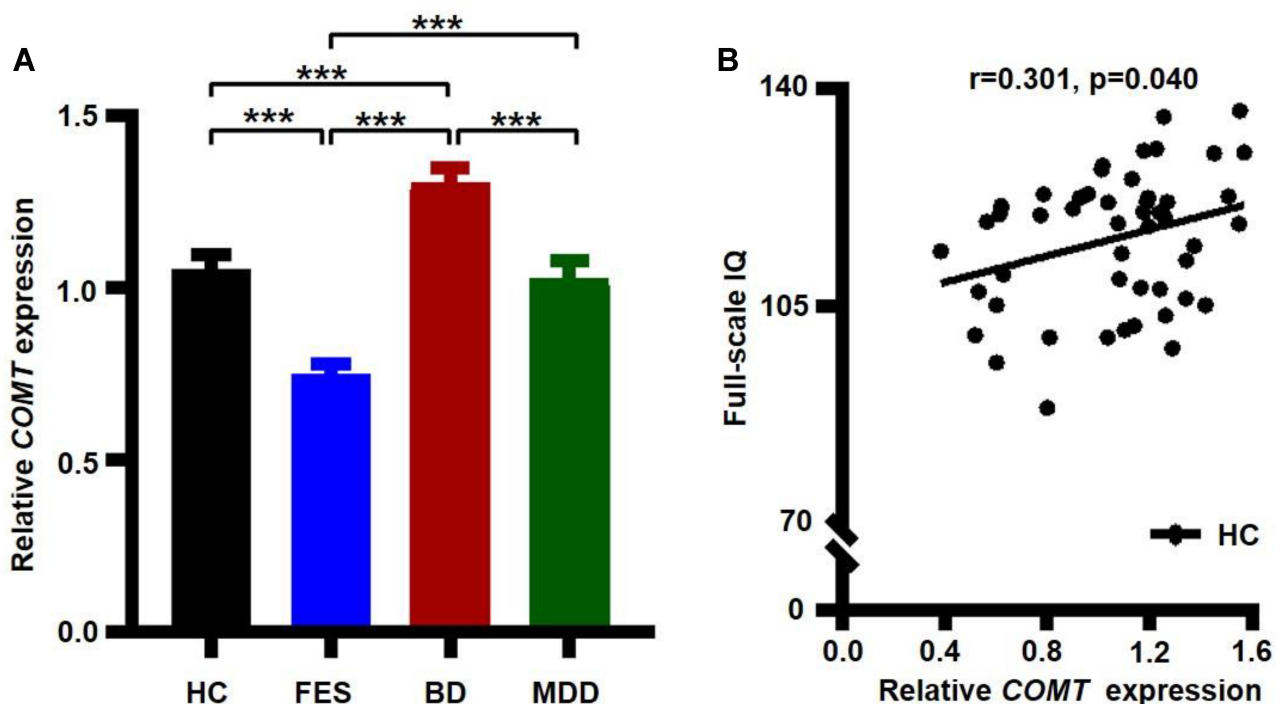 A
***
***
*** *** ***
1.5
1.0
0.5
0.0
Relative COMT expression
HC FES BD MDD
B
r=0.301, p=0.040
140
105
70
0
Full-scale IQ
HC
0.0 0.4 0.8 1.2 1.6
Relative COMT expression